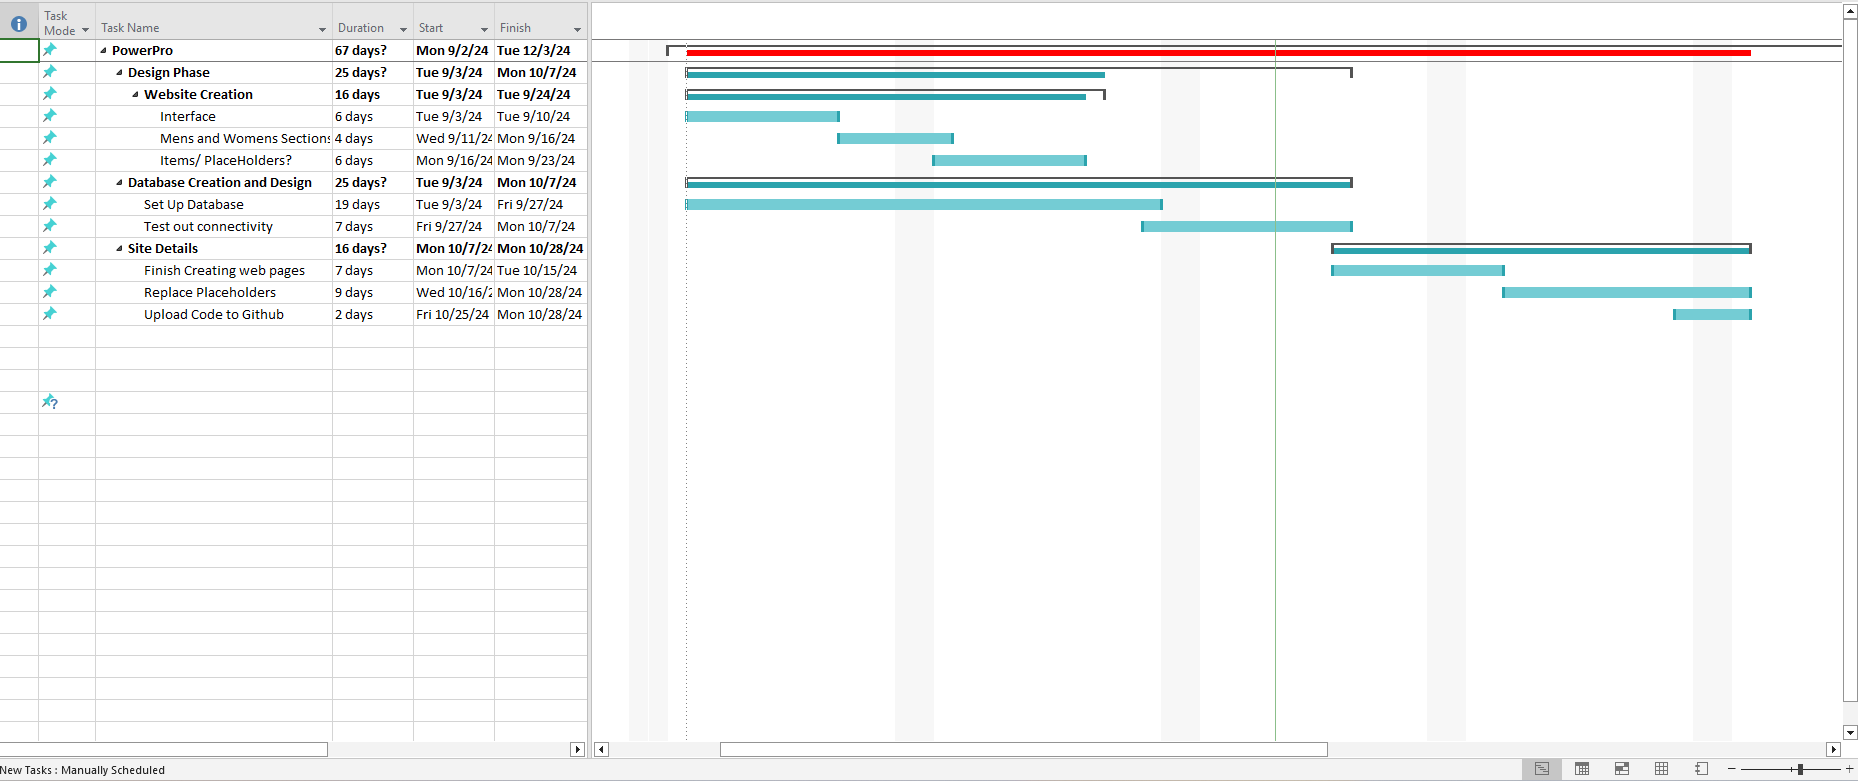 Task Mode Task Name Duration Start Finish
PowerPro 67 days? Mon 9/2/24 Tue 12/3/24
Design Phase 25 days? Tue 9/3/24 Mon 10/7/24
Website Creation 16 days Tue 9/3/24 Tue 9/24/24
Interface 6 days Tue 9/3/24 Tue 9/10/24
Mens and Womens Sections 4 days Wed 9/11/24 Mon 9/16/24
Items/ PlaceHolders? 6 days Mon 9/16/24 Mon 9/23/24
Database Creation and Design 25 days? Tue 9/3/24 Mon 10/7/24
Set Up Database 19 days Tue 9/3/24 Fri 9/27/24
Test out connectivity 7 days Fri 9/27/24 Mon 10/7/24
Site Details 16 days? Mon 10/7/24 Mon 10/28/24
Finish Creating web pages 7 days Mon 10/7/24 Tue 10/15/24
Replace Placeholders 9 days Wed 10/16/2 Mon 10/28/24
Upload Code to Github 2 days Fri 10/25/24 Mon 10/28/24
?
New Tasks : Manually Scheduled